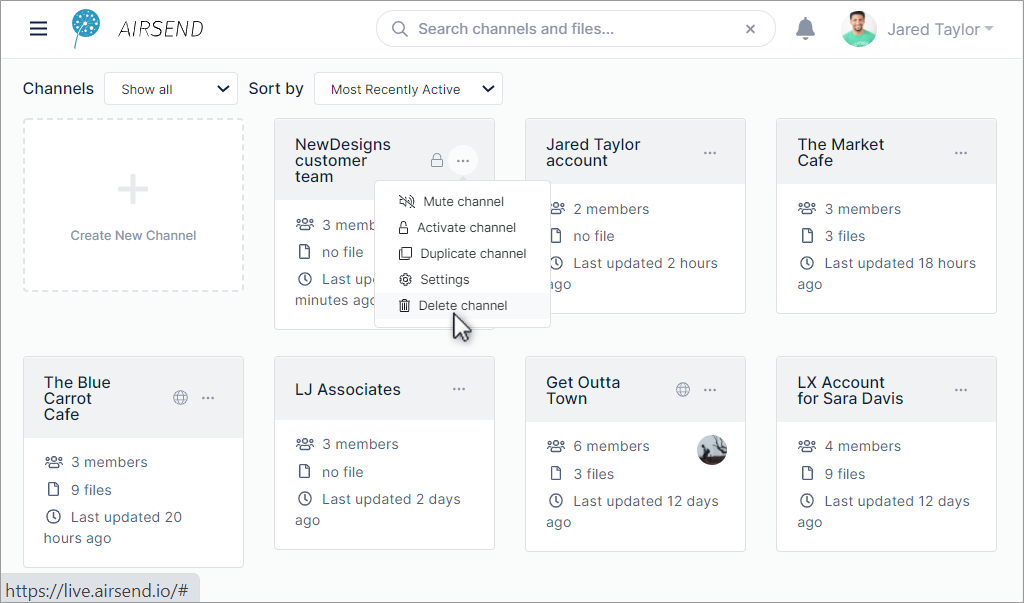 AIRSEND
Search channels and files...
Jared Taylor
Channels
Show all
Sort by
Most Recently Active
Create New Channel
NewDesigns
customer
team
3 memb
no file
Last up
minutes ago
Mute channel
Activate channel
Duplicate channel
Settings
Delete channel
Jared Taylor
account
2 members
no file
Last updated 2 hours
ago
The Market
Cafe
3 members
3 files
Last updated 18 hours
ago
The Blue
Carrot
Cafe
3 members
9 files
Last updated 20
hours ago
LJ Associates
3 members
no file
Last updated 2 days
ago
Get Outta
Town
6 members
3 files
Last updated 12 days
ago
LX Account
for Sara Davis
4 members
9 files
Last updated 12 days
ago
https://live.airsend.io/#